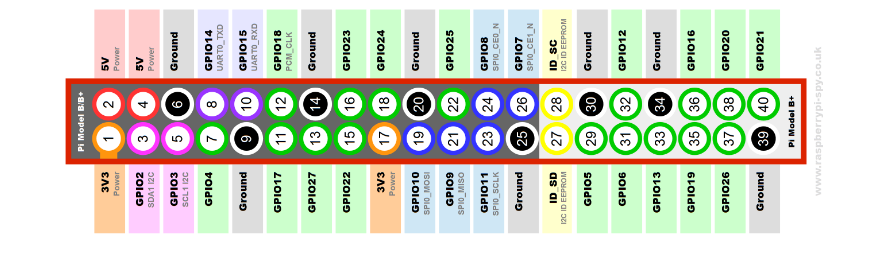 5V
Power
5V
Power
Ground
GPIO14
UART0_TXD
GPIO15
UART0_RXD
GPIO18
PCM_CLK
Ground
GPIO23
GPIO24
Ground
GPIO25
GPIO8
SPI0_CE0_N
GPIO7
SPI0_CE1_N
ID_SC
I2C ID EEPROM
Ground
GPIO12
Ground
GPIO16
GPIO20
GPIO21
Pi Model B/B+
2 4 6 8 10 12 14 16 18 20 22 24 26 28 30 32 34 36 38 40
1 3 5 7 9 11 13 15 17 19 21 23 25 27 29 31 33 35 37 39
Pi Model B+
3V3
Power
GPIO2
SDA1 I2C
GPIO3
SCL1 I2C
GPIO4
Ground
GPIO17
GPIO27
GPIO22
3V3
Power
GPIO10
SPI0_MOSI
GPIO9
SPI0_MISO
GPIO11
SPI0_SCLK
Ground
ID_SD
I2C ID EEPROM
GPIO5
GPIO6
GPIO13
GPIO19
GPIO26
Ground
www.raspberrypi-spy.co.uk